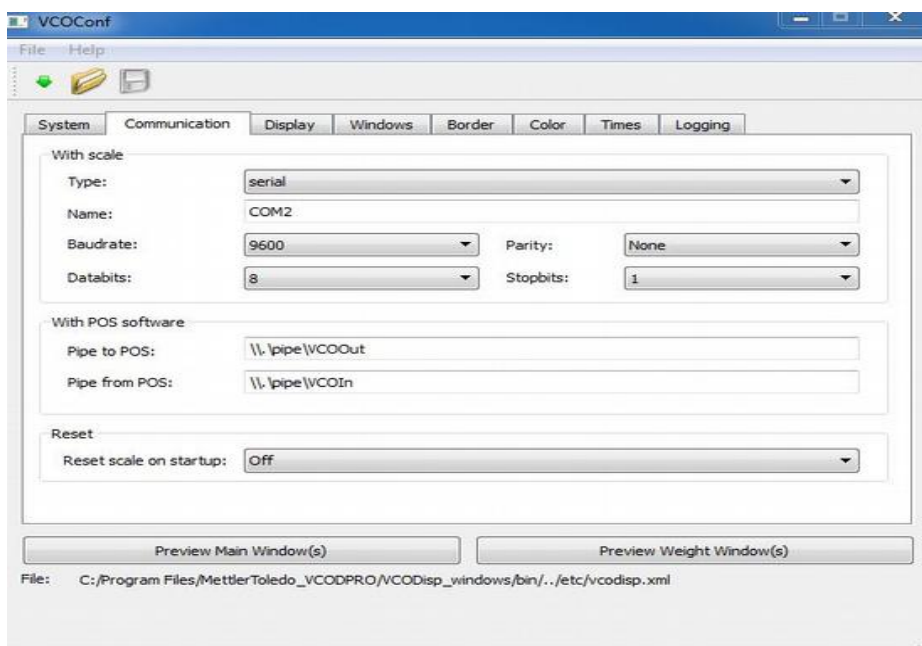 VCOConf
File Help
System Communication Display Windows Border Color Times Logging
With scale
Type: serial
Name: COM2
Baudrate: 9600 Parity: None
Databits: 8 Stopbits: 1
With POS software
Pipe to POS: \\.\pipe\VCOOut
Pipe from POS: \\.\pipe\VCOIn
Reset
Reset scale on startup: Off
Preview Main Window(s) Preview Weight Window(s)
File: C:/Program Files/MettlerToledo_VCODPRO/VCODisp_windows/bin/../etc/vcodisp.xml